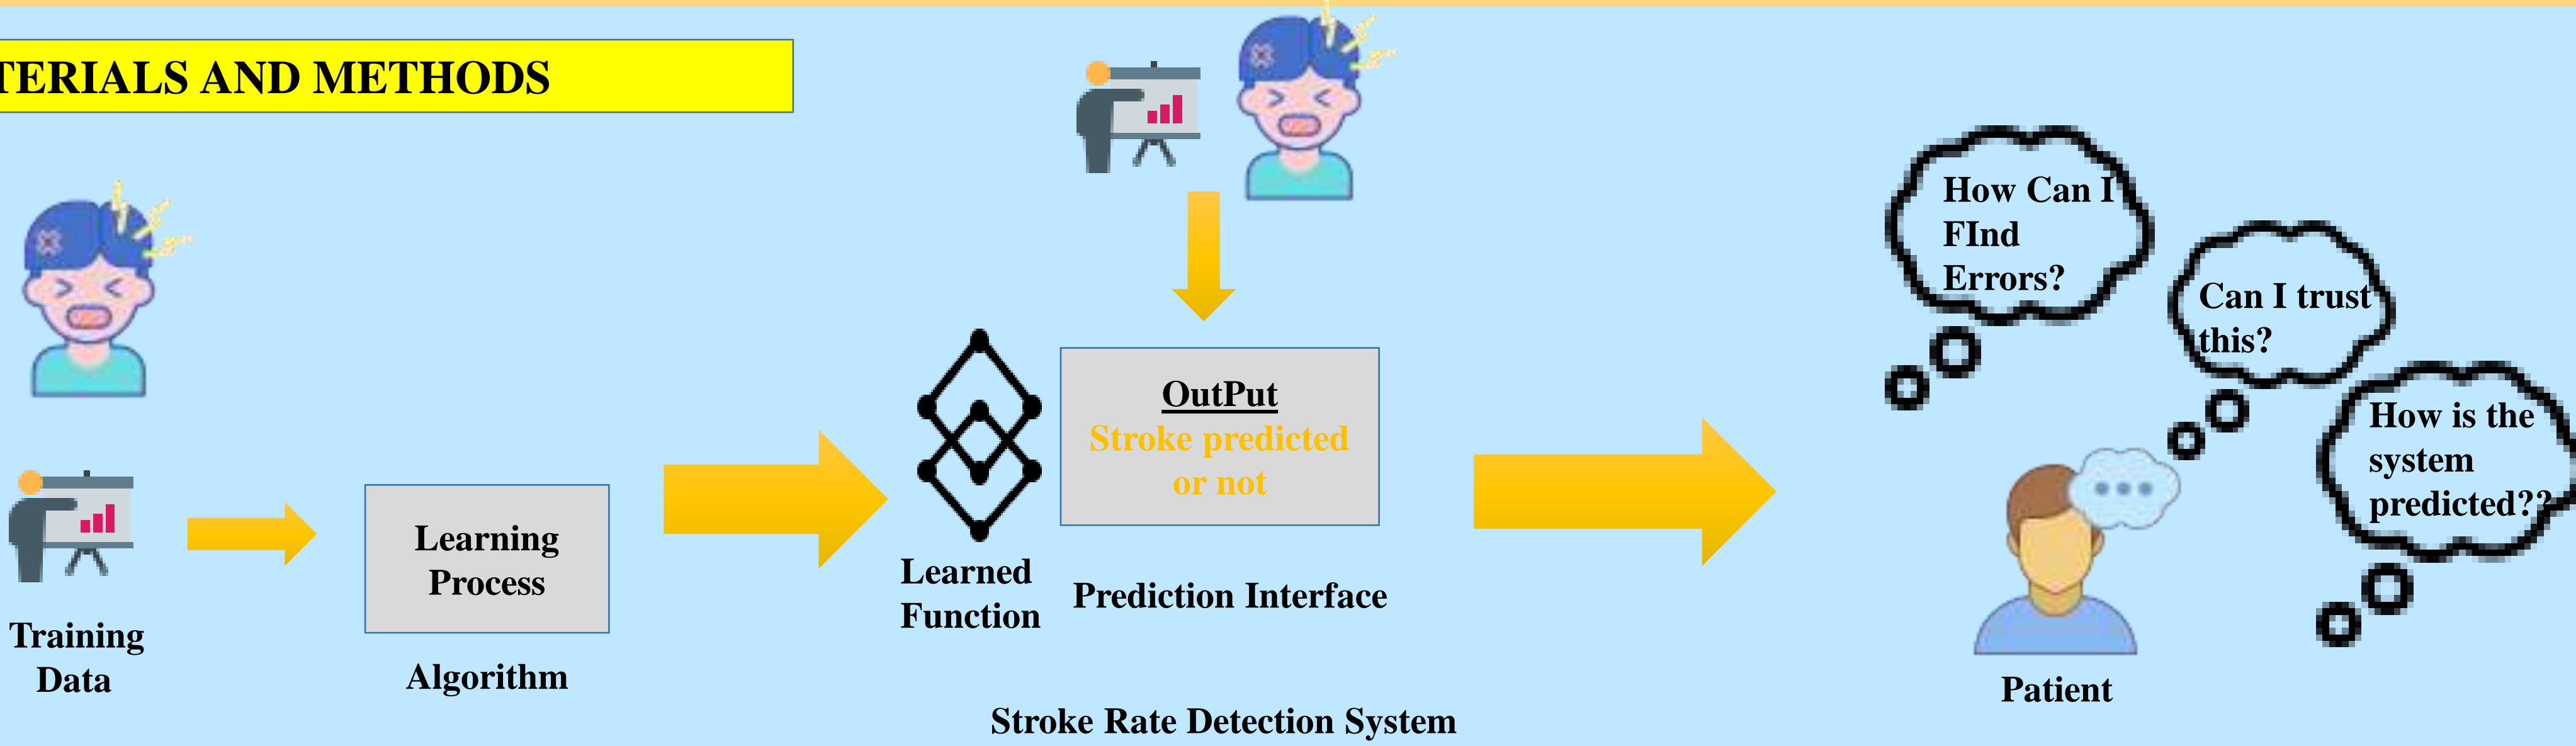 TERIALS AND METHODS
How Can I
FInd
Errors?
Can I trust
this?
How is the
system
predicted??
OutPut
Stroke predicted
or not
Learning
Process
Learned
Function
Prediction Interface
Training
Data
Algorithm
Patient
Stroke Rate Detection System